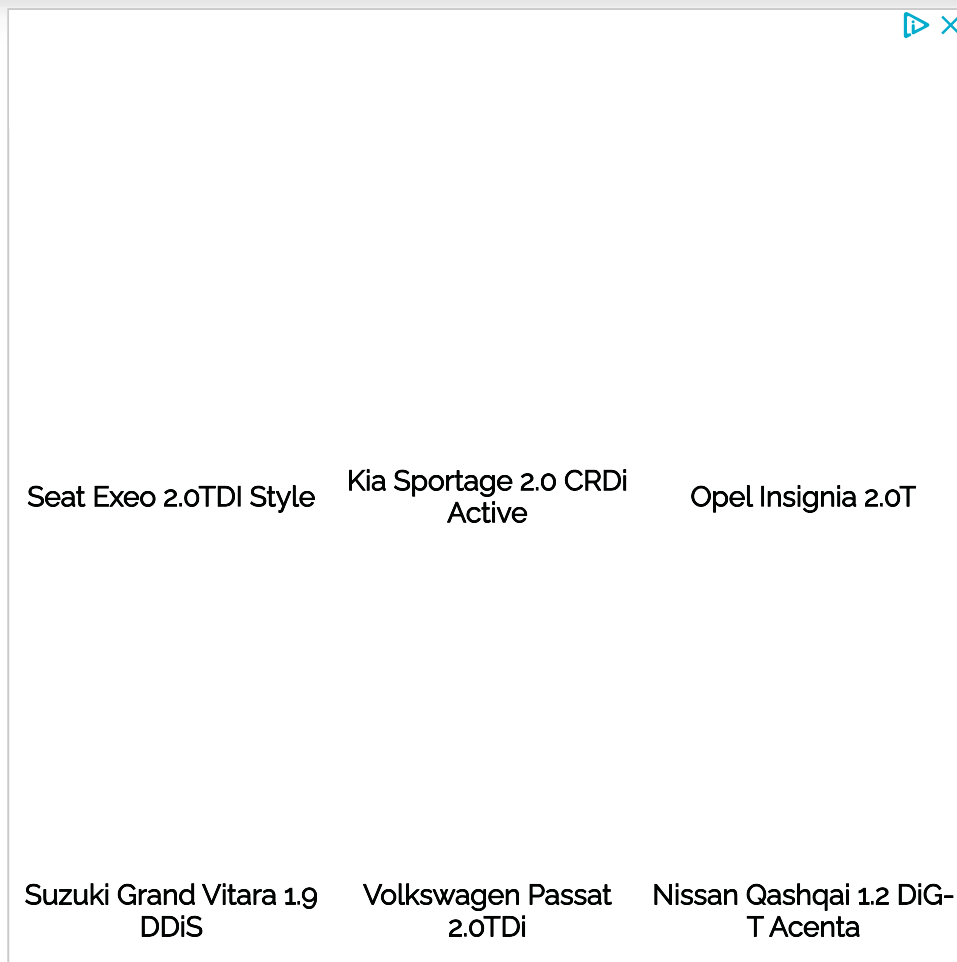 Seat Exeo 2.0TDI Style
Kia Sportage 2.0 CRDi
Active
Opel Insignia 2.0T
Suzuki Grand Vitara 1.9
DDiS
Volkswagen Passat
2.0TDi
Nissan Qashqai 1.2 DiG-
T Acenta